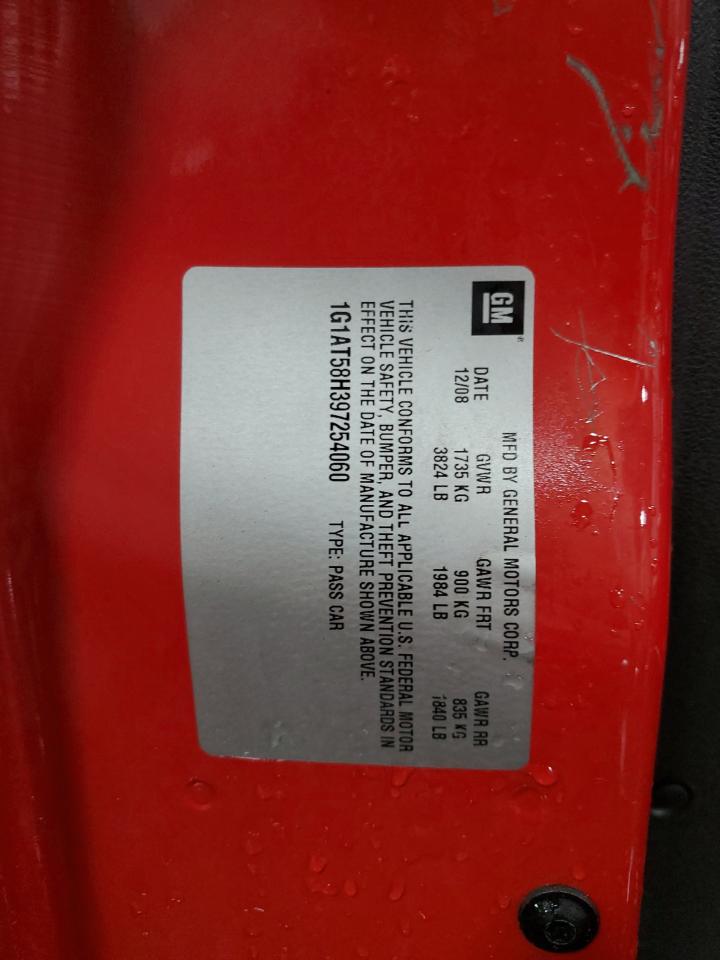 GM
MFD BY GENERAL MOTORS CORP.
DATE GVWR GAWR FRT GAWR RR
12/08 1735 KG 900 KG 835 KG
3824 LB 1984 LB 1840 LB
THIS VEHICLE CONFORMS TO ALL APPLICABLE U.S. FEDERAL MOTOR
VEHICLE SAFETY, BUMPER, AND THEFT PREVENTION STANDARDS IN
EFFECT ON THE DATE OF MANUFACTURE SHOWN ABOVE.
1G1AT58H397254060 TYPE: PASS CAR